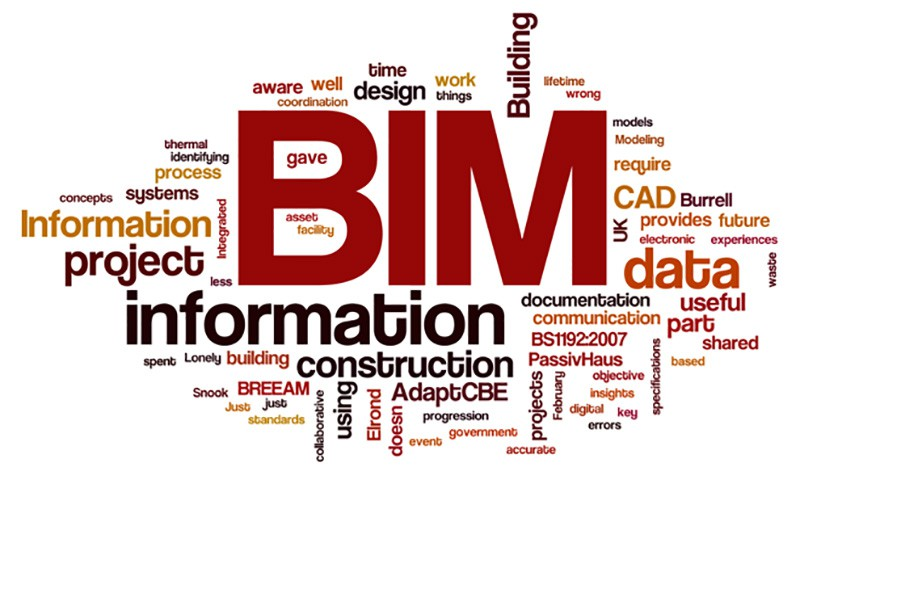 Building
time
aware well
work
lifetime
design
things
wrong
coordination
BIM
models
thermal
Modeling
identifying
gave
require
process
concepts
systems
CAD
Burrell
Integrated
asset
UK
provides
future
Information
facility
electronic
experiences
project
data
waste
less
information
documentation
useful
communication
part
BS1192:2007
shared
spent
Lonely
building
construction
PassivHaus
specifications
based
objective
Snook
BREEAM
using
AdaptCBE
projects
February
insights
Just
just
collaborative
Elrond
doesn
progression
digital
key
standards
errors
government
event
accurate